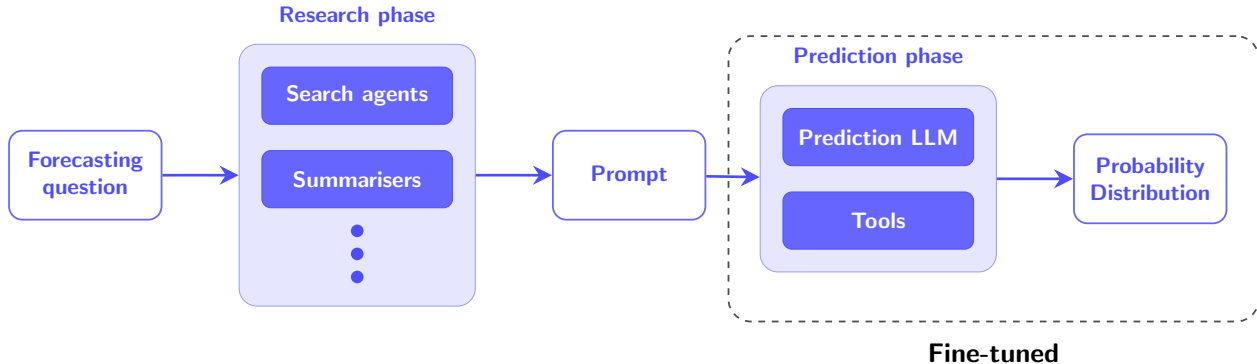 Research phase
Search agents
Summarisers
Forecasting
question
Prompt
Prediction phase
Prediction LLM
Tools
Probability
Distribution
Fine-tuned